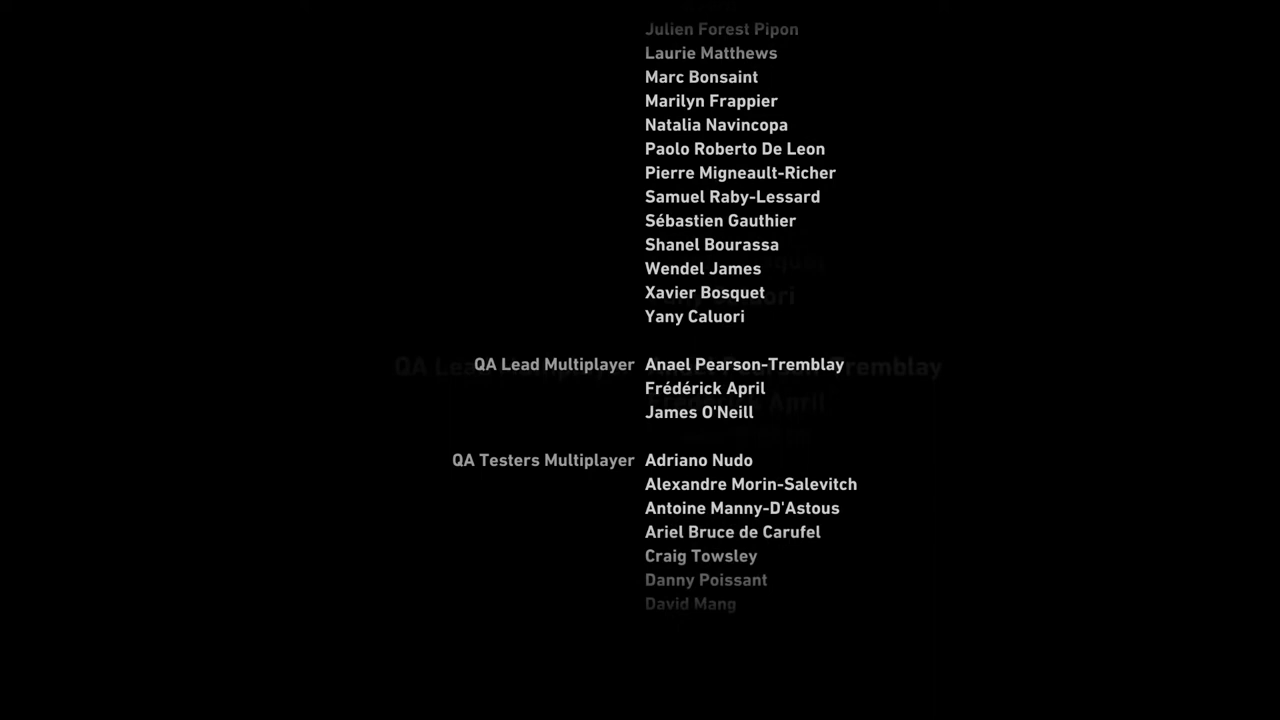 Julien Forest Pipon
Laurie Matthews
Marc Bonsaint
Marilyn Frappier
Natalia Navincopa
Paolo Roberto De Leon
Pierre Migneault-Richer
Samuel Raby-Lessard
Sébastien Gauthier
Shanel Bourassa
Wendel James
Xavier Bosquet
Yany Caluori
QA Lead Multiplayer Anael Pearson-Tremblay
Frédérick April
James O'Neill
QA Testers Multiplayer Adriano Nudo
Alexandre Morin-Salevitch
Antoine Manny-D'Astous
Ariel Bruce de Carufel
Craig Towsley
Danny Poissant
David Mang